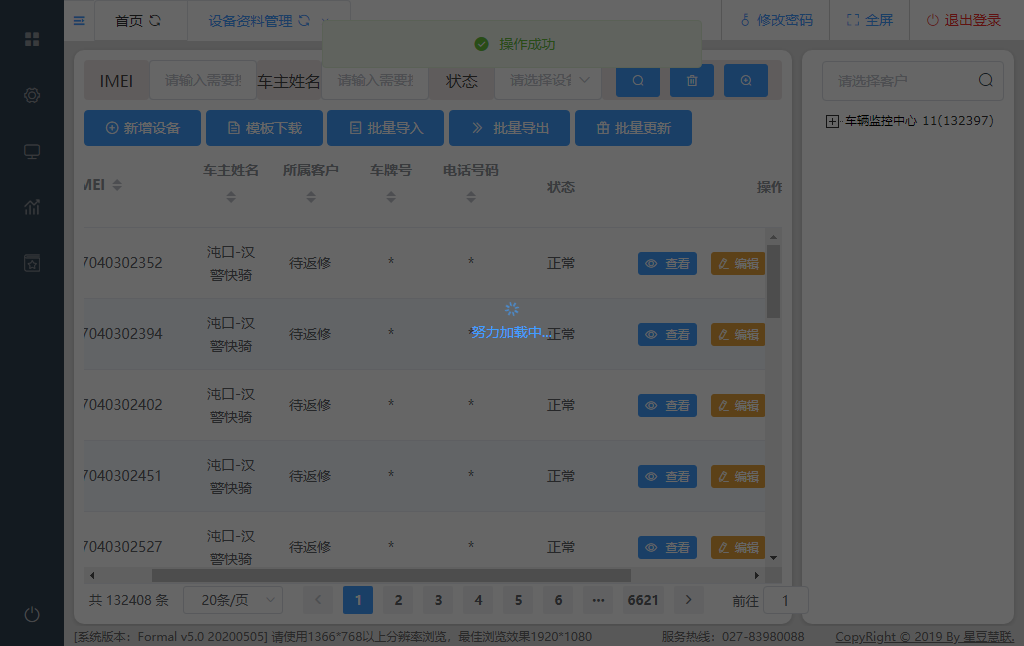 首页
设备资料管理
操作成功
修改密码
全屏
退出登录
IMEI
请输入需要
车主姓名
请输入需要
状态
请选择设
新增设备
模板下载
批量导入
批量导出
批量更新
MEI 车主姓名 所属客户 车牌号 电话号码 状态 操作
7040302352 沌口-汉警快骑 待返修 * * 正常 查看 编辑
7040302394 沌口-汉警快骑 待返修 * * 正常 查看 编辑
7040302402 沌口-汉警快骑 待返修 * * 正常 查看 编辑
7040302451 沌口-汉警快骑 待返修 * * 正常 查看 编辑
7040302527 沌口-汉警快骑 待返修 * * 正常 查看 编辑
努力加载中...
共 132408 条 20条/页 1 2 3 4 5 6 ··· 6621 前往 1
请选择客户
车辆监控中心 11(132397)
[系统版本：Formal v5.0 20200505] 请使用1366*768以上分辨率浏览，最佳浏览效果1920*1080
服务热线：027-83980088
CopyRight © 2019 By 星豆慧联.